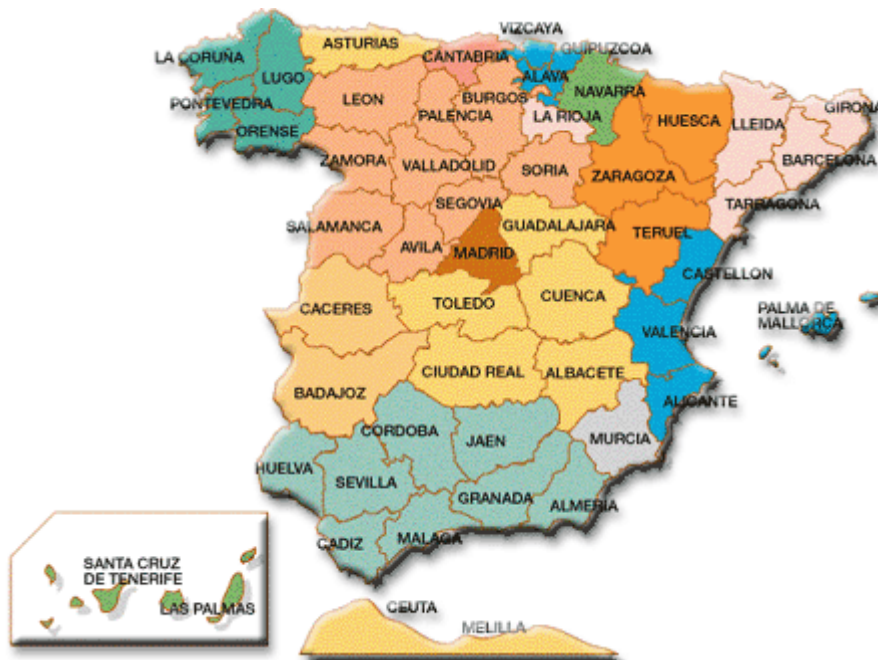 VIZCAYA
ASTURIAS
CANTABRIA
GUIPUZCOA
LA CORUÑA
LUGO
ALAVA
NAVARRA
LEON
BURGOS
PALENCIA
LA RIOJA
HUESCA
LLEIDA
GIRONA
PONTEVEDRA
ORENSE
BARCELONA
ZAMORA
VALLADOLID
SORIA
ZARAGOZA
SEGOVIA
TARRAGONA
SALAMANCA
AVILA
MADRID
GUADALAJARA
TERUEL
CASTELLON
CACERES
TOLEDO
CUENCA
PALMA DE
MALLORCA
VALENCIA
BADAJOZ
CIUDAD REAL
ALBACETE
ALICANTE
CORDOBA
JAEN
MURCIA
HUELVA
SEVILLA
GRANADA
ALMERIA
CADIZ
MALAGA
SANTA CRUZ
DE TENERIFE
LAS PALMAS
CEUTA
MELILLA